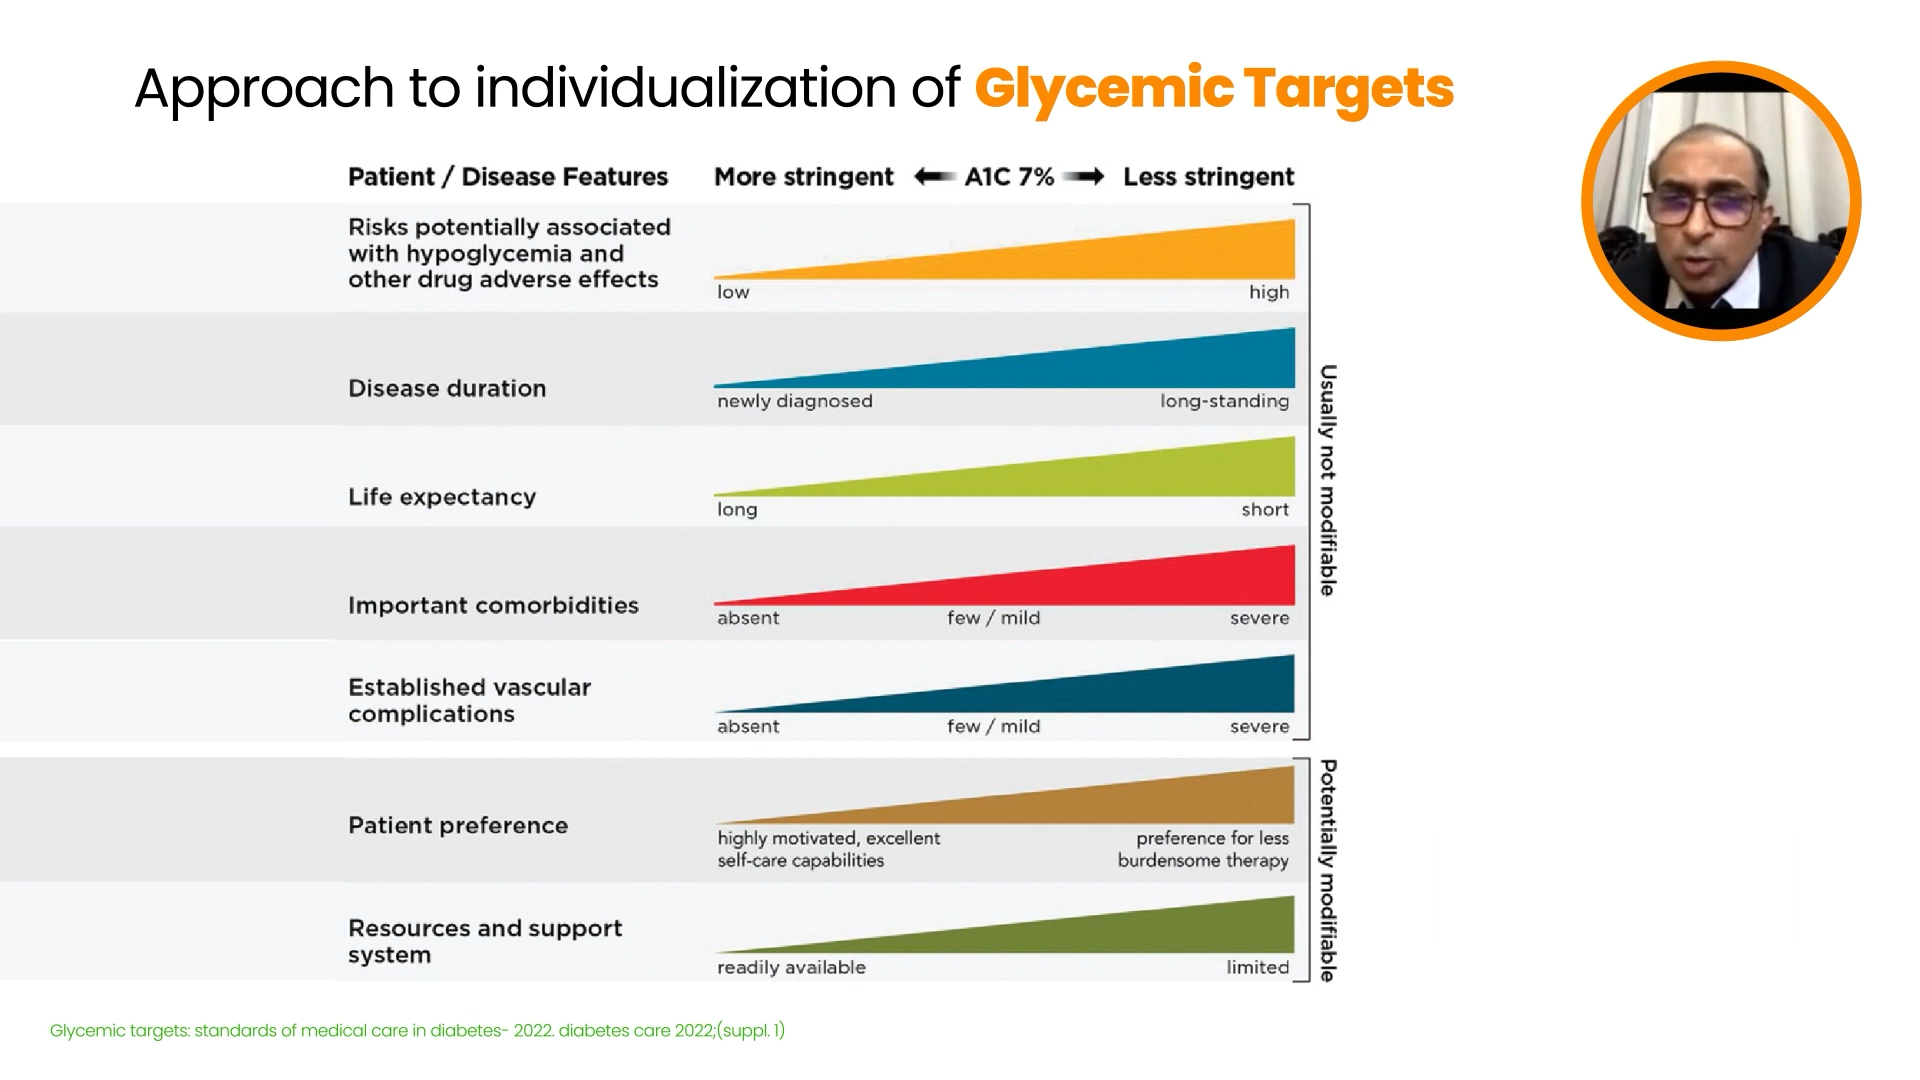 Approach to individualization of Glycemic Targets
Patient / Disease Features
More stringent
A1C 7%
Less stringent
Risks potentially associated
with hypoglycemia and
other drug adverse effects
low
high
Disease duration
newly diagnosed
long-standing
Life expectancy
long
short
Important comorbidities
absent
few / mild
severe
Established vascular
complications
absent
few / mild
severe
Usually not modifiable
Patient preference
highly motivated, excellent
self-care capabilities
preference for less
burdensome therapy
Resources and support
system
readily available
limited
Potentially modifiable
Glycemic targets: standards of medical care in diabetes- 2022. diabetes care 2022;(suppl. 1)